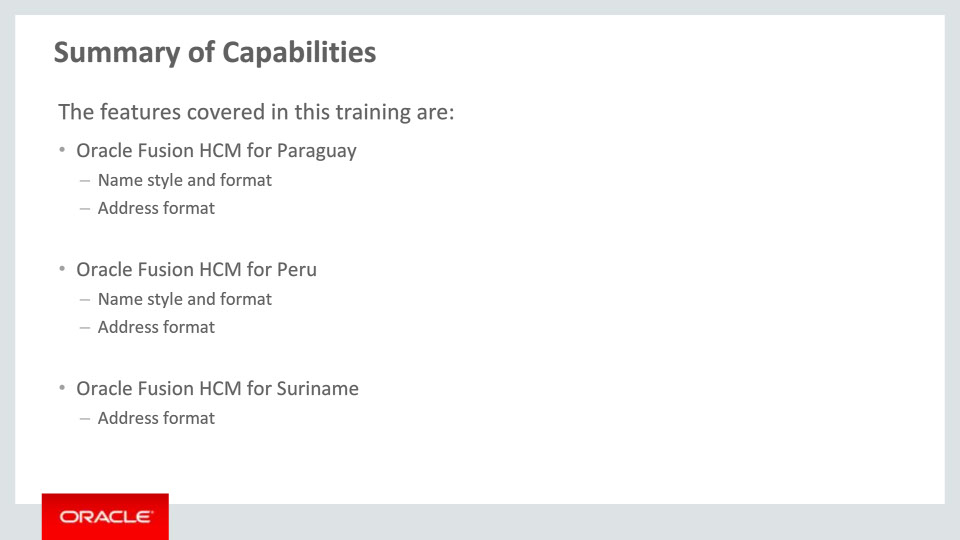 Summary of Capabilities
The features covered in this training are:
• Oracle Fusion HCM for Paraguay
– Name style and format
– Address format
• Oracle Fusion HCM for Peru
– Name style and format
– Address format
• Oracle Fusion HCM for Suriname
– Address format
ORACLE